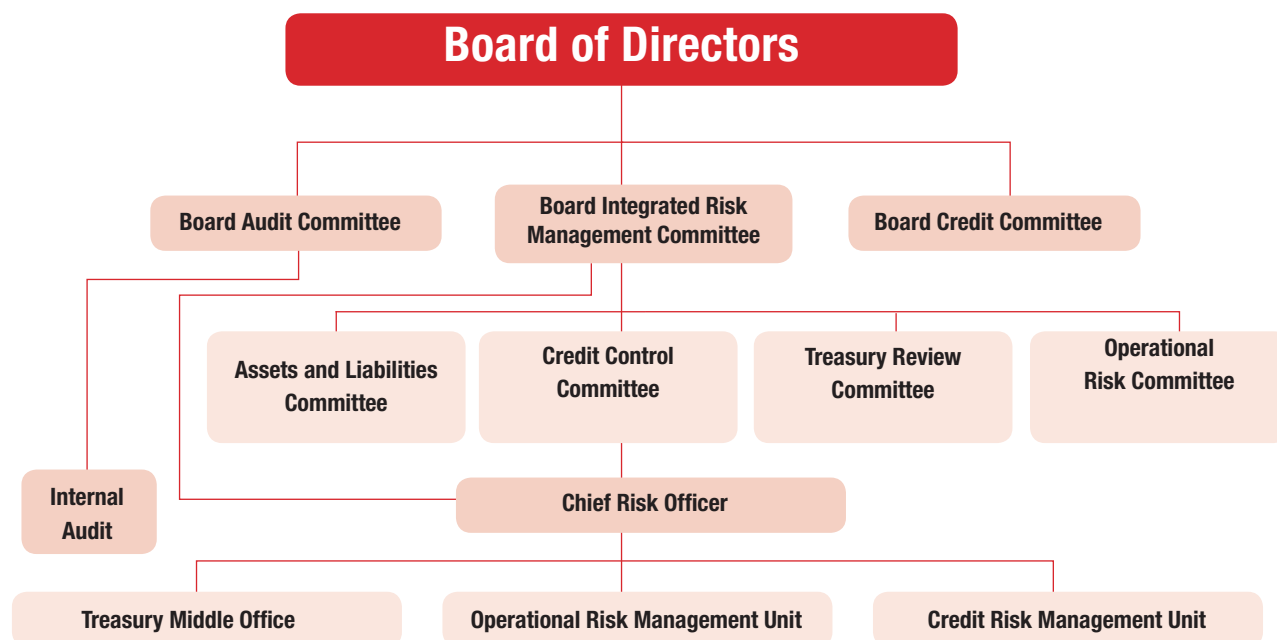 Board of Directors
Board Audit Committee
Board Integrated Risk
Management Committee
Board Credit Committee
Assets and Liabilities
Committee
Credit Control
Committee
Treasury Review
Committee
Operational
Risk Committee
Internal
Audit
Chief Risk Officer
Treasury Middle Office
Operational Risk Management Unit
Credit Risk Management Unit